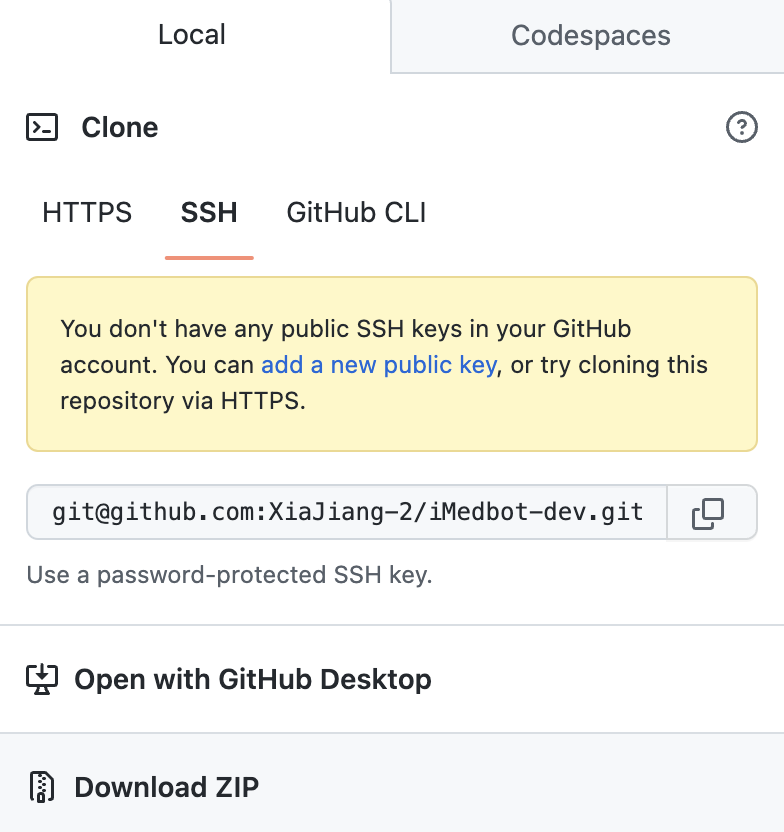 Local
Codespaces
Clone
HTTPS
SSH
GitHub CLI
You don't have any public SSH keys in your GitHub
account. You can add a new public key, or try cloning this
repository via HTTPS.
git@github.com:XiaJiang-2/iMedbot-dev.git
Use a password-protected SSH key.
Open with GitHub Desktop
Download ZIP